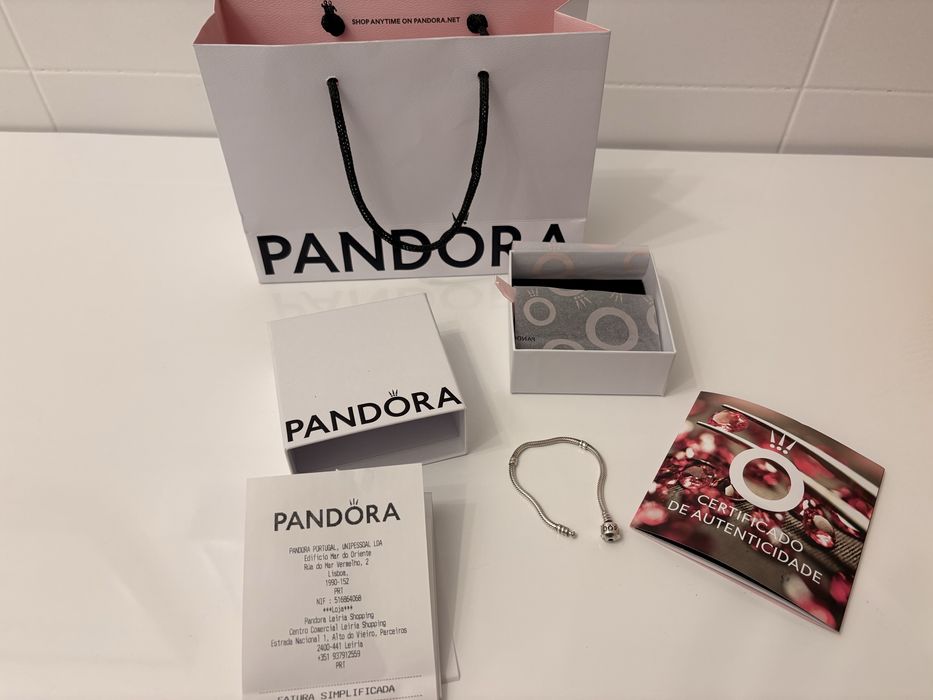 SHOP ANYTIME ON PANDORA.NET
PANDORA
PANDORA
CERTIFICADO
DE AUTENTICIDADE
PANDORA
PANDORA PORTUGAL, UNIPESSOAL LDA
Edificio Mar do Oriente
Rúa do Mar Vermelho, 2
Lisboa,
1990-152
PRT
NIF : 516864068
***Loja***
Pandora Leiria Shopping
Centro Comercial Leiria Shopping
Estrada Nacional 1, Alto do Vieiro, Parceiros
2400-441 Leiria
+351 937912559
PRT
FATURA SIMPLIFICADA